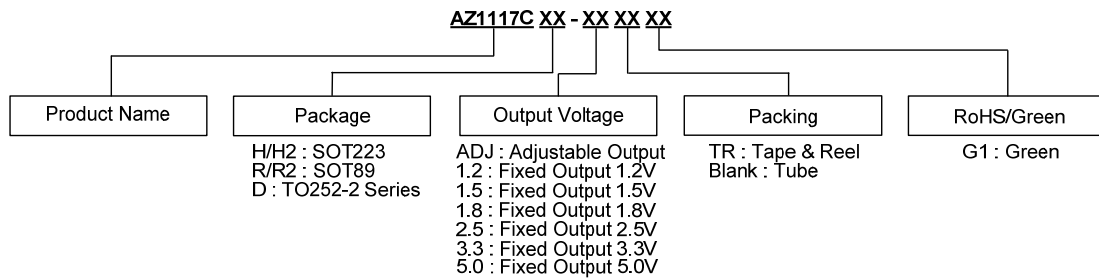 AZ1117C XX - XX XX XX
Product Name
Package
Output Voltage
Packing
RoHS/Green
H/H2 : SOT223
R/R2 : SOT89
D : TO252-2 Series
ADJ : Adjustable Output
1.2 : Fixed Output 1.2V
1.5 : Fixed Output 1.5V
1.8 : Fixed Output 1.8V
2.5 : Fixed Output 2.5V
3.3 : Fixed Output 3.3V
5.0 : Fixed Output 5.0V
TR : Tape & Reel
Blank : Tube
G1 : Green